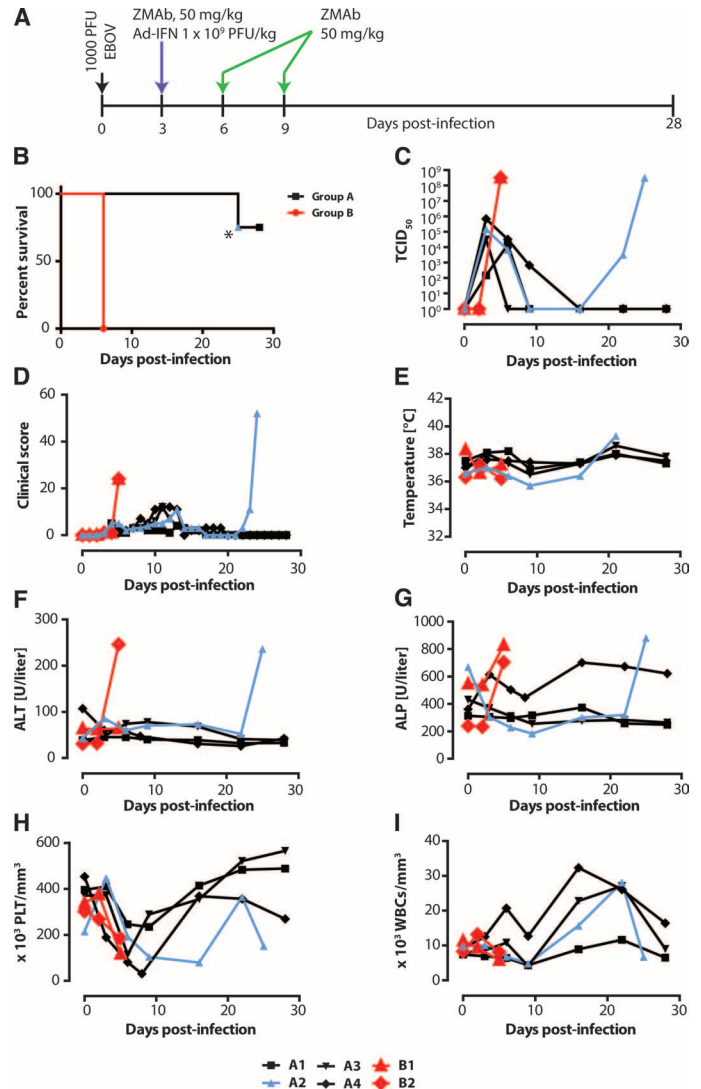 A
1000 PFU
EBOV
ZMAb, 50 mg/kg
Ad-IFN 1 x 10⁹ PFU/kg
ZMAb
50 mg/kg
0 3 6 9 28
Days post-infection
B
Percent survival
100
50
0
0 10 20 30
Group A
Group B
*
Days post-infection
C
TCID₅₀
10⁹
10⁸
10⁷
10⁶
10⁵
10⁴
10³
10²
10¹
10⁰
0 10 20 30
Days post-infection
D
Clinical score
60
40
20
0
0 10 20 30
Days post-infection
E
Temperature [°C]
42
40
38
36
34
32
0 10 20 30
Days post-infection
F
ALT [U/liter]
300
200
100
0
0 10 20 30
Days post-infection
G
ALP [U/liter]
1000
800
600
400
200
0
0 10 20 30
Days post-infection
H
x 10³ PLT/mm³
600
400
200
0
0 10 20 30
Days post-infection
I
x 10³ WBCs/mm³
40
30
20
10
0
0 10 20 30
Days post-infection
A1 A3 B1
A2 A4 B2